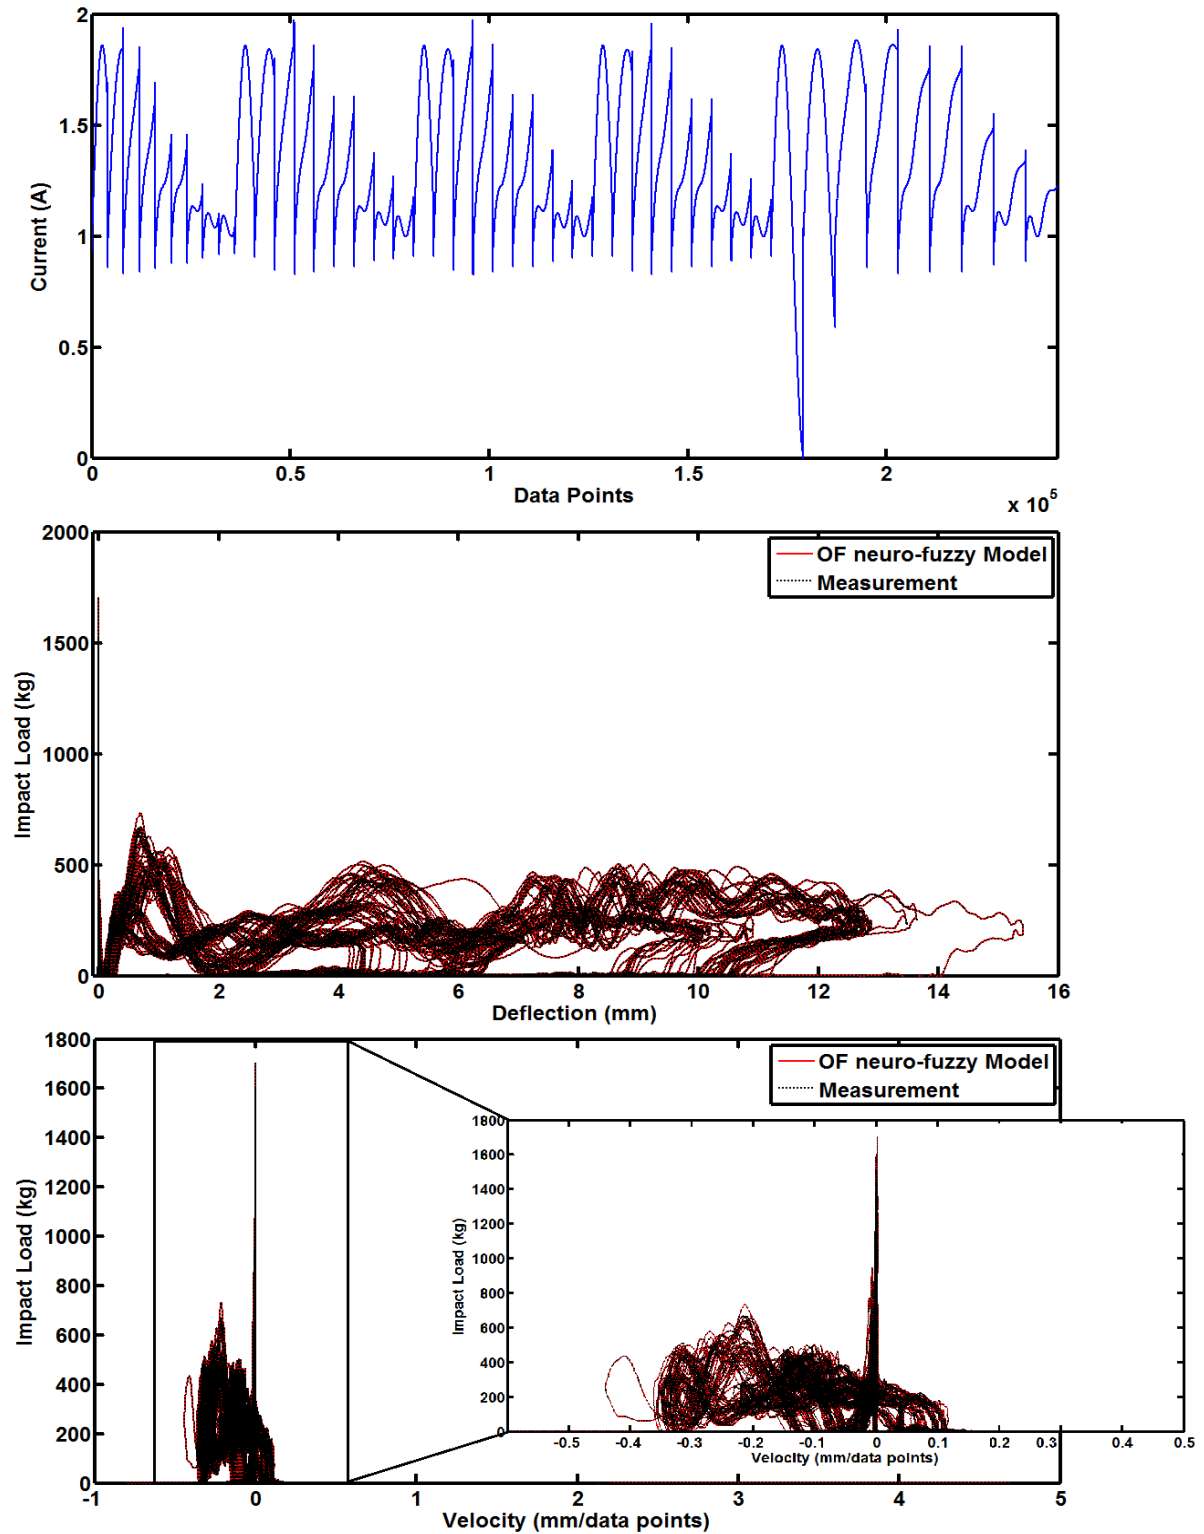 2
1.5
1
0.5
0
Current (A)
0 0.5 1 1.5 2
Data Points
x 10^5
2000
1500
1000
500
0
Impact Load (kg)
OF neuro-fuzzy Model
Measurement
0 2 4 6 8 10 12 14 16
Deflection (mm)
1800
1600
1400
1200
1000
800
600
400
200
0
Impact Load (kg)
OF neuro-fuzzy Model
Measurement
1800
1600
1400
1200
1000
800
600
400
200
0
Impact Load (kg)
-0.5 -0.4 -0.3 -0.2 -0.1 0 0.1 0.2 0.3 0.4 0.5
Velocity (mm/data points)
-1 0 1 2 3 4 5
Velocity (mm/data points)